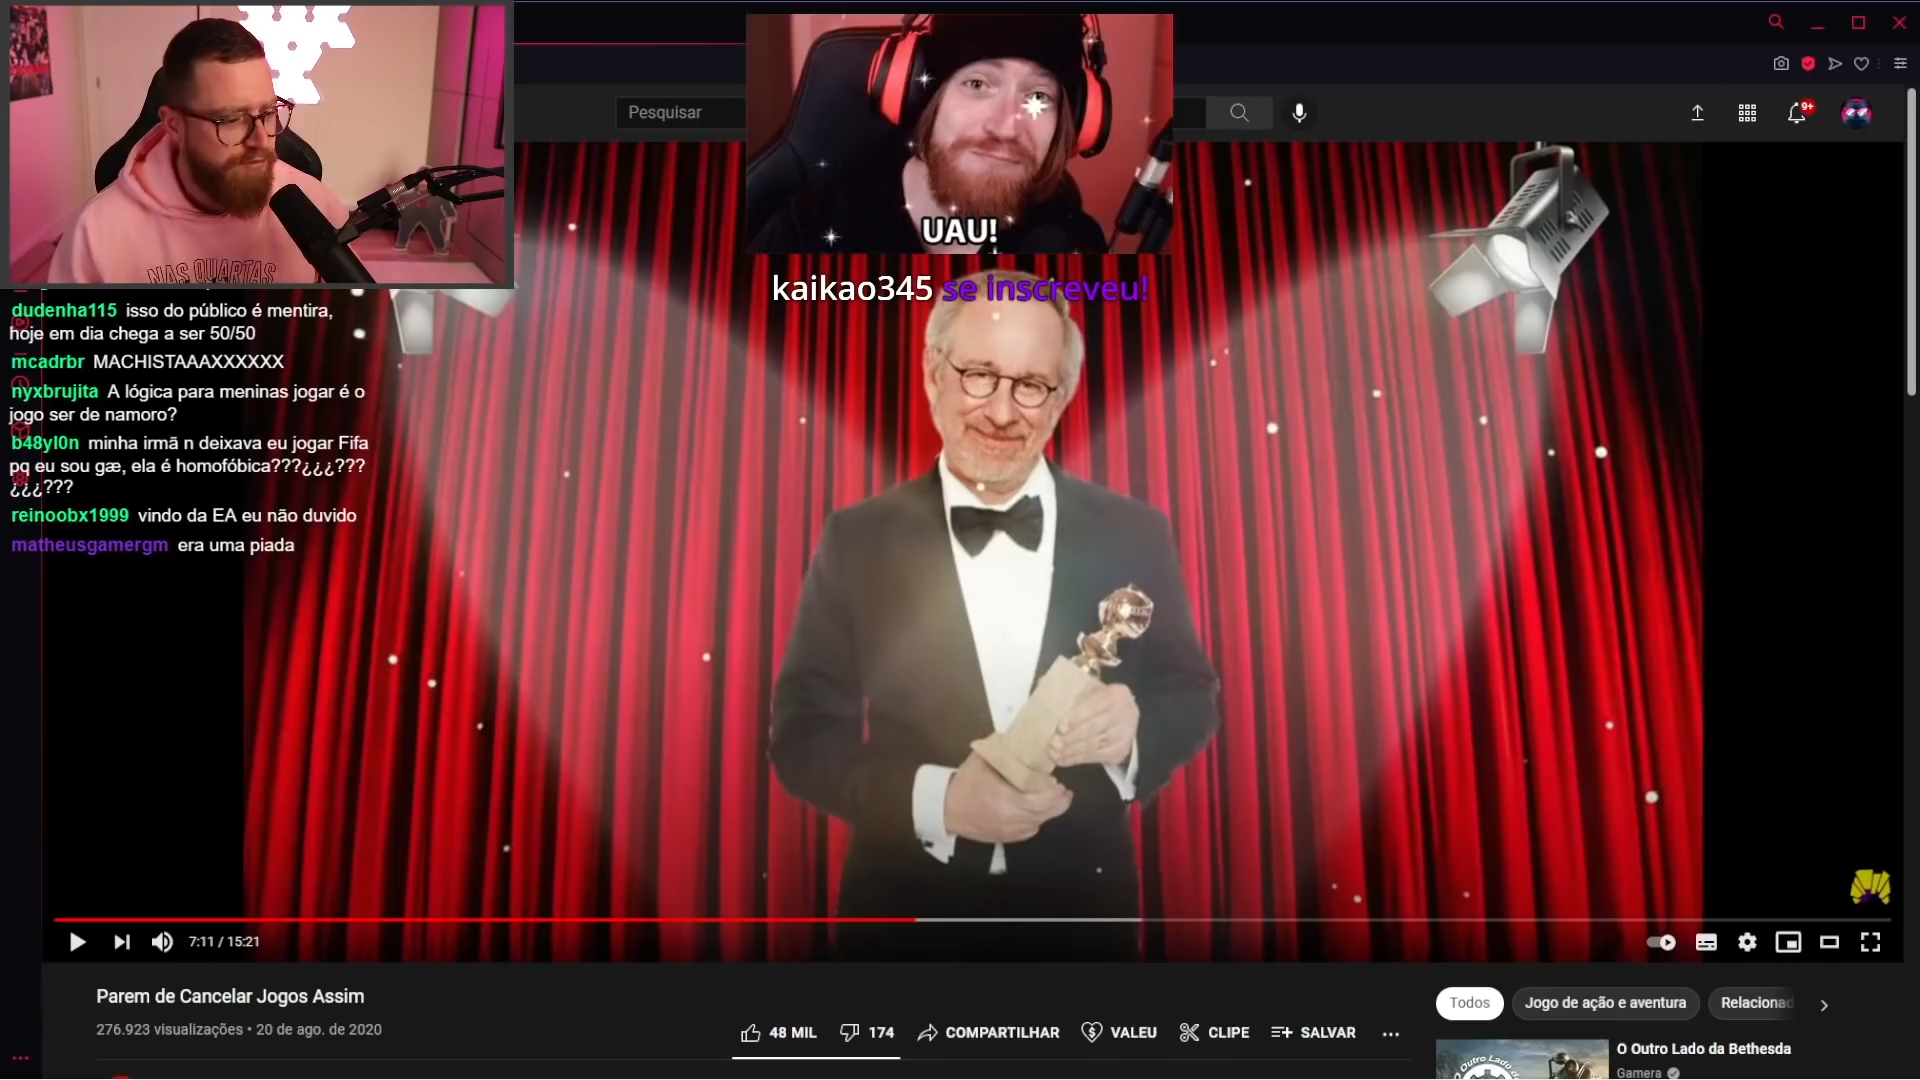 NAS QUARTAS
Pesquisar
9+
UAU!
kaikao345 se inscreveu!
dudenha115 isso do público é mentira,
hoje em dia chega a ser 50/50
mcadrbr MACHISTAAAXXXXXX
nyxbrujita A lógica para meninas jogar é o
jogo ser de namoro?
b48yl0n minha irmã n deixava eu jogar Fifa
pq eu sou gæ, ela é homofóbica???¿¿¿???
¿¿¿???
reinoobx1999 vindo da EA eu não duvido
matheusgamergm era uma piada
7:11 / 15:21
Parem de Cancelar Jogos Assim
276.923 visualizações • 20 de ago. de 2020
48 MIL
174
COMPARTILHAR
VALEU
CLIPE
SALVAR
Todos
Jogo de ação e aventura
Relacionad
O Outro Lado da Bethesda
Gamera